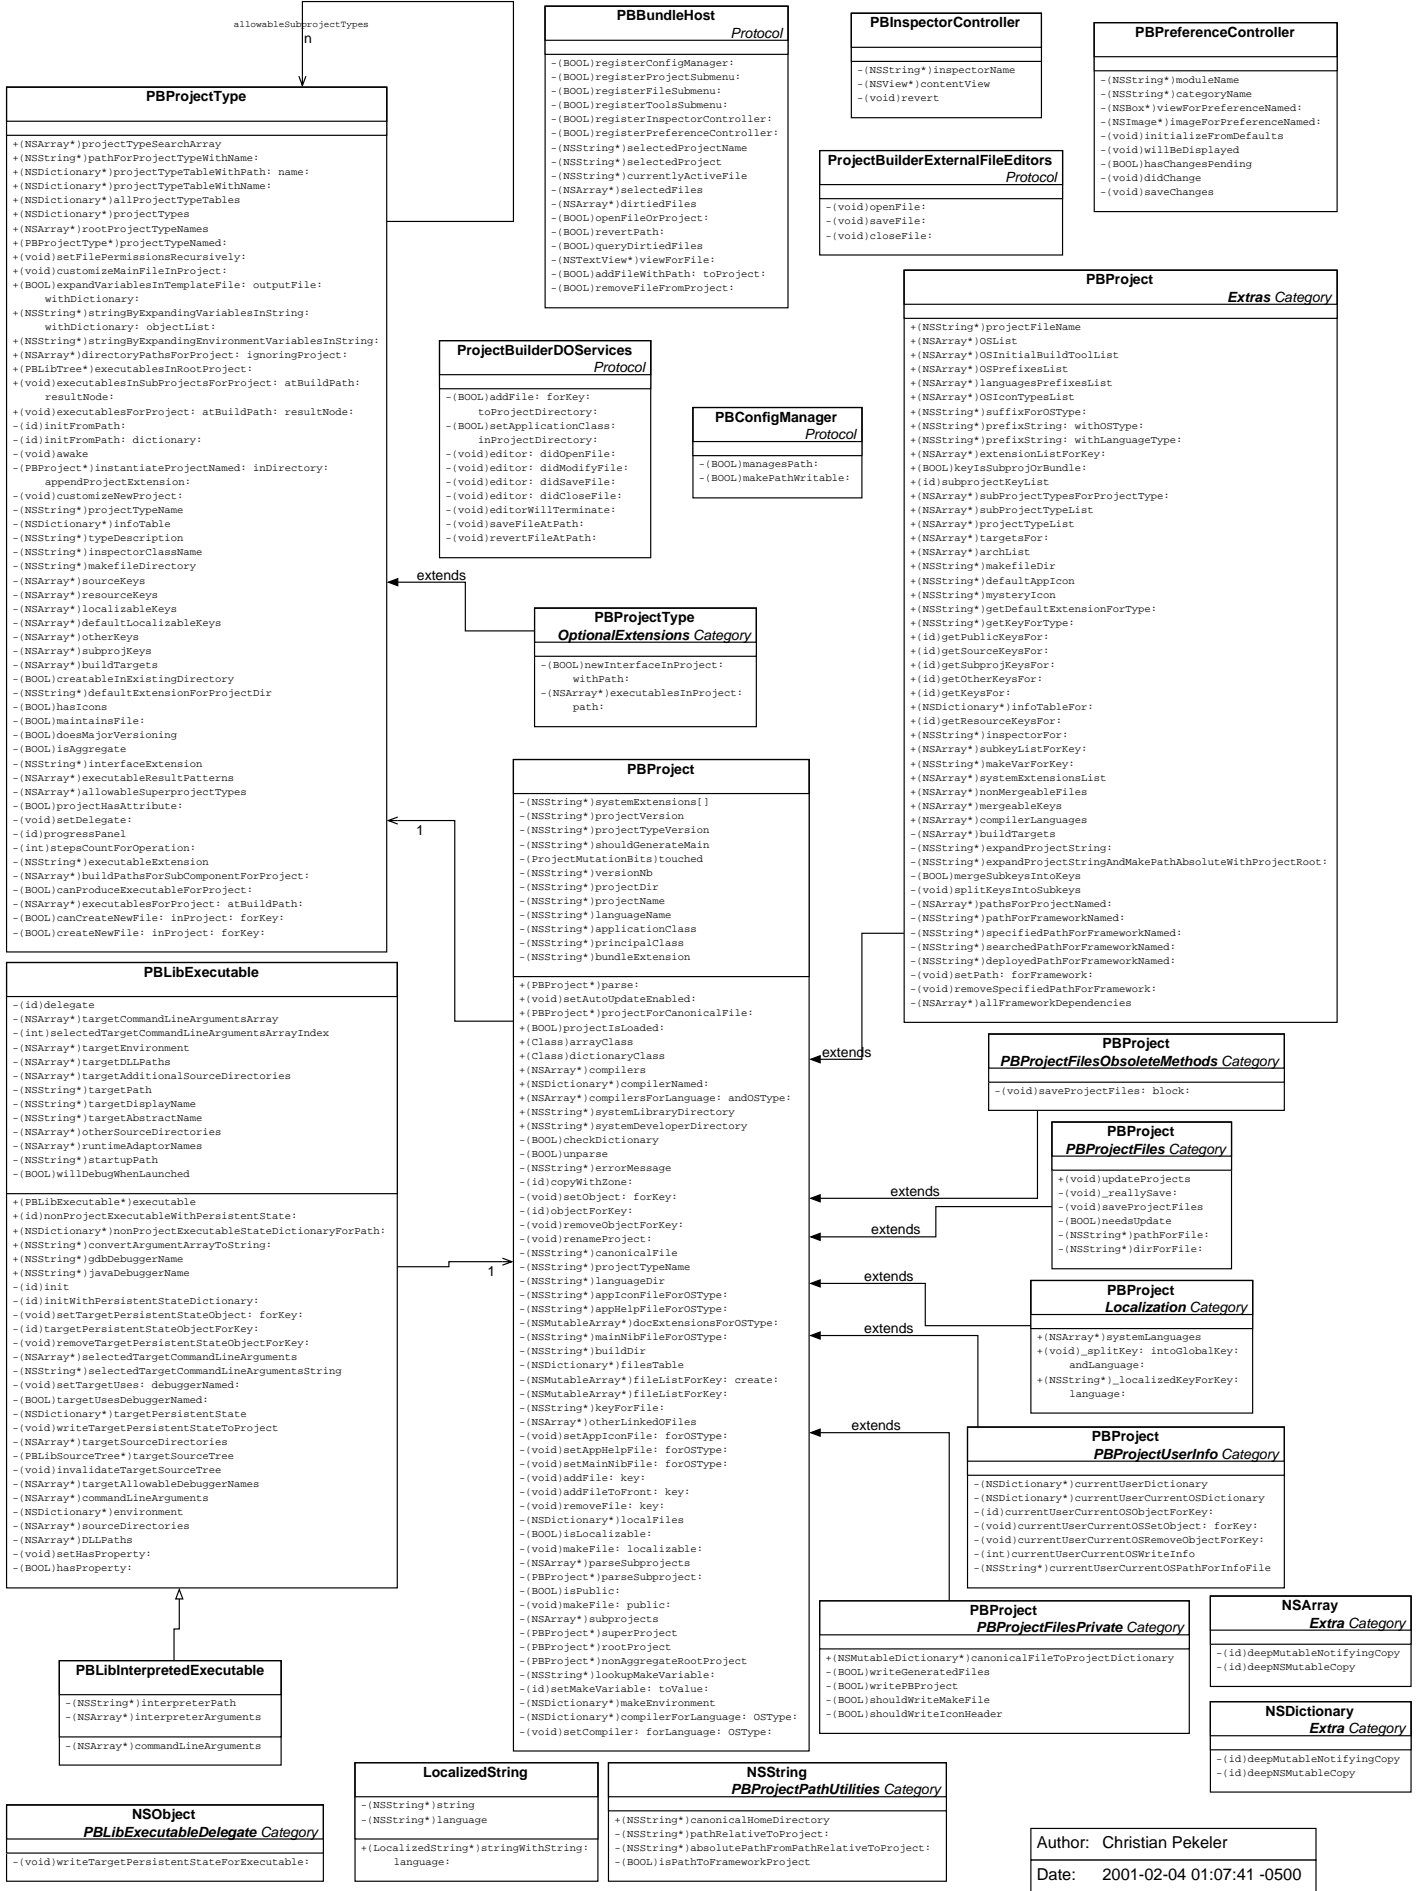 allowableSubprojectTypes
n
PBProjectType
+(NSArray*)projectTypeSearchArray
+(NSString*)pathForProjectTypeWithName:
+(NSDictionary*)projectTypeTableWithPath: name:
+(NSDictionary*)projectTypeTableWithName:
+(NSDictionary*)allProjectTypeTables
+(NSDictionary*)projectTypes
+(NSArray*)rootProjectTypeNames
+(PBProjectType*)projectTypeNamed:
+(void)setFilePermissionsRecursively:
+(void)customizeMainFileInProject:
+(BOOL)expandVariablesInTemplateFile: outputFile:
withDictionary:
+(NSString*)stringByExpandingVariablesInString:
withDictionary: objectList:
+(NSString*)stringByExpandingEnvironmentVariablesInString:
+(NSArray*)directoryPathsForProject: ignoringProject:
+(PBLibTree*)executablesInRootProject:
+(void)executablesInSubProjectsForProject: atBuildPath:
resultNode:
+(void)executablesForProject: atBuildPath: resultNode:
-(id)initFromPath:
-(id)initFromPath: dictionary:
-(void)awake
-(PBProject*)instantiateProjectNamed: inDirectory:
appendProjectExtension:
-(void)customizeNewProject:
-(NSString*)projectTypeName
-(NSDictionary*)infoTable
-(NSString*)typeDescription
-(NSString*)inspectorClassName
-(NSString*)makefileDirectory
-(NSArray*)sourceKeys
-(NSArray*)resourceKeys
-(NSArray*)localizableKeys
-(NSArray*)defaultLocalizableKeys
-(NSArray*)otherKeys
-(NSArray*)subprojKeys
-(NSArray*)buildTargets
-(BOOL)creatableInExistingDirectory
-(NSString*)defaultExtensionForProjectDir
-(BOOL)hasIcons
-(BOOL)maintainsFile:
-(BOOL)doesMajorVersioning
-(BOOL)isAggregate
-(NSString*)interfaceExtension
-(NSArray*)executableResultPatterns
-(NSArray*)allowableSuperprojectTypes
-(BOOL)projectHasAttribute:
-(void)setDelegate:
-(id)progressPanel
-(int)stepsCountForOperation:
-(NSString*)executableExtension
-(NSArray*)buildPathsForSubComponentForProject:
-(BOOL)canProduceExecutableForProject:
-(NSArray*)executablesForProject: atBuildPath:
-(BOOL)canCreateNewFile: inProject: forKey:
-(BOOL)createNewFile: inProject: forKey:
PBBundleHost
Protocol
-(BOOL)registerConfigManager:
-(BOOL)registerProjectSubmenu:
-(BOOL)registerFileSubmenu:
-(BOOL)registerToolsSubmenu:
-(BOOL)registerInspectorController:
-(BOOL)registerPreferenceController:
-(NSString*)selectedProjectName
-(NSString*)selectedProject
-(NSString*)currentlyActiveFile
-(NSArray*)selectedFiles
-(NSArray*)dirtiedFiles
-(BOOL)openFileOrProject:
-(BOOL)revertPath:
-(BOOL)queryDirtiedFiles
-(NSTextView*)viewForFile:
-(BOOL)addFileWithPath: toProject:
-(BOOL)removeFileFromProject:
PBInspectorController
-(NSString*)inspectorName
-(NSView*)contentView
-(void)revert
PBPreferenceController
-(NSString*)moduleName
-(NSString*)categoryName
-(NSBox*)viewForPreferenceNamed:
-(NSImage*)imageForPreferenceNamed:
-(void)initializeFromDefaults
-(void)willBeDisplayed
-(BOOL)hasChangesPending
-(void)didChange
-(void)saveChanges
ProjectBuilderExternalFileEditors
Protocol
-(void)openFile:
-(void)saveFile:
-(void)closeFile:
ProjectBuilderDOServices
Protocol
-(BOOL)addFile: forKey:
toProjectDirectory:
-(BOOL)setApplicationClass:
inProjectDirectory:
-(void)editor: didOpenFile:
-(void)editor: didModifyFile:
-(void)editor: didSaveFile:
-(void)editor: didCloseFile:
-(void)editorWillTerminate:
-(void)saveFileAtPath:
-(void)revertFileAtPath:
PBConfigManager
Protocol
-(BOOL)managesPath:
-(BOOL)makePathWritable:
PBProject
Extras Category
+(NSString*)projectFileName
+(NSArray*)OSList
+(NSArray*)OSInitialBuildToolList
+(NSArray*)OSPrefixesList
+(NSArray*)languagesPrefixesList
+(NSArray*)OSIconTypesList
+(NSString*)suffixForOSType:
+(NSString*)prefixString: withOSType:
+(NSString*)prefixString: withLanguageType:
+(NSArray*)extensionListForKey:
+(BOOL)keyIsSubprojOrBundle:
+(id)subprojectKeyList
+(NSArray*)subProjectTypesForProjectType:
+(NSArray*)subProjectTypeList
+(NSArray*)projectTypeList
+(NSArray*)targetsFor:
+(NSArray*)archList
+(NSString*)makefileDir
+(NSString*)defaultAppIcon
+(NSString*)mysteryIcon
+(NSString*)getDefaultExtensionForType:
+(NSString*)getKeyForType:
+(id)getPublicKeysFor:
+(id)getSourceKeysFor:
+(id)getSubprojKeysFor:
+(id)getOtherKeysFor:
+(id)getKeysFor:
+(NSDictionary*)infoTableFor:
+(id)getResourceKeysFor:
+(NSString*)inspectorFor:
+(NSArray*)subkeyListForKey:
+(NSString*)makeVarForKey:
+(NSArray*)systemExtensionsList
+(NSArray*)nonMergeableFiles
+(NSArray*)mergeableKeys
+(NSArray*)compilerLanguages
-(NSArray*)buildTargets
-(NSString*)expandProjectString:
-(NSString*)expandProjectStringAndMakePathAbsoluteWithProjectRoot:
-(BOOL)mergeSubkeysIntoKeys
-(void)splitKeysIntoSubkeys
-(NSArray*)pathsForProjectNamed:
-(NSString*)pathForFrameworkNamed:
-(NSString*)specifiedPathForFrameworkNamed:
-(NSString*)searchedPathForFrameworkNamed:
-(NSString*)deployedPathForFrameworkNamed:
-(void)setPath: forFramework:
-(void)removeSpecifiedPathForFramework:
-(NSArray*)allFrameworkDependencies
extends
PBProjectType
OptionalExtensions Category
-(BOOL)newInterfaceInProject:
withPath:
-(NSArray*)executablesInProject:
path:
1
PBProject
-(NSString*)systemExtensions[]
-(NSString*)projectVersion
-(NSString*)projectTypeVersion
-(NSString*)shouldGenerateMain
-(ProjectMutationBits)touched
-(NSString*)versionNb
-(NSString*)projectDir
-(NSString*)projectName
-(NSString*)languageName
-(NSString*)applicationClass
-(NSString*)principalClass
-(NSString*)bundleExtension
+(PBProject*)parse:
+(void)setAutoUpdateEnabled:
+(PBProject*)projectForCanonicalFile:
+(BOOL)projectIsLoaded:
+(Class)arrayClass
+(Class)dictionaryClass
+(NSArray*)compilers
+(NSDictionary*)compilerNamed:
+(NSArray*)compilersForLanguage: andOSType:
+(NSString*)systemLibraryDirectory
+(NSString*)systemDeveloperDirectory
-(BOOL)checkDictionary
-(BOOL)unparse
-(NSString*)errorMessage
-(id)copyWithZone:
-(void)setObject: forKey:
-(id)objectForKey:
-(void)removeObjectForKey:
-(void)renameProject:
-(NSString*)canonicalFile
-(NSString*)projectTypeName
-(NSString*)languageDir
-(NSString*)appIconFileForOSType:
-(NSString*)appHelpFileForOSType:
-(NSMutableArray*)docExtensionsForOSType:
-(NSString*)mainNibFileForOSType:
-(NSString*)buildDir
-(NSDictionary*)filesTable
-(NSMutableArray*)fileListForKey: create:
-(NSMutableArray*)fileListForKey:
-(NSString*)keyForFile:
-(NSArray*)otherLinkedOFiles
-(void)setAppIconFile: forOSType:
-(void)setAppHelpFile: forOSType:
-(void)setMainNibFile: forOSType:
-(void)addFile: key:
-(void)addFileToFront: key:
-(void)removeFile: key:
-(NSDictionary*)localFiles
-(BOOL)isLocalizable:
-(void)makeFile: localizable:
-(NSArray*)parseSubprojects
-(PBProject*)parseSubproject:
-(BOOL)isPublic:
-(void)makeFile: public:
-(NSArray*)subprojects
-(PBProject*)superProject
-(PBProject*)rootProject
-(PBProject*)nonAggregateRootProject
-(NSString*)lookupMakeVariable:
-(id)setMakeVariable: toValue:
-(NSDictionary*)makeEnvironment
-(NSDictionary*)compilerForLanguage: OSType:
-(void)setCompiler: forLanguage: OSType:
PBLibExecutable
-(id)delegate
-(NSArray*)targetCommandLineArgumentsArray
-(int)selectedTargetCommandLineArgumentsArrayIndex
-(NSArray*)targetEnvironment
-(NSArray*)targetDLLPaths
-(NSArray*)targetAdditionalSourceDirectories
-(NSString*)targetPath
-(NSString*)targetDisplayName
-(NSString*)targetAbstractName
-(NSArray*)otherSourceDirectories
-(NSArray*)runtimeAdaptorNames
-(NSString*)startupPath
-(BOOL)willDebugWhenLaunched
+(PBLibExecutable*)executable
+(id)nonProjectExecutableWithPersistentState:
+(NSDictionary*)nonProjectExecutableStateDictionaryForPath:
+(NSString*)convertArgumentArrayToString:
+(NSString*)gdbDebuggerName
+(NSString*)javaDebuggerName
-(id)init
-(id)initWithPersistentStateDictionary:
-(void)setTargetPersistentStateObject: forKey:
-(id)targetPersistentStateObjectForKey:
-(void)removeTargetPersistentStateObjectForKey:
-(NSArray*)selectedTargetCommandLineArguments
-(NSString*)selectedTargetCommandLineArgumentsString
-(void)setTargetUses: debuggerNamed:
-(BOOL)targetUsesDebuggerNamed:
-(NSDictionary*)targetPersistentState
-(void)writeTargetPersistentStateToProject
-(NSArray*)targetSourceDirectories
-(PBLibSourceTree*)targetSourceTree
-(void)invalidateTargetSourceTree
-(NSArray*)targetAllowableDebuggerNames
-(NSArray*)commandLineArguments
-(NSDictionary*)environment
-(NSArray*)sourceDirectories
-(NSArray*)DLLPaths
-(void)setHasProperty:
-(BOOL)hasProperty:
1
extends
PBProject
PBProjectFilesObsoleteMethods Category
-(void)saveProjectFiles: block:
extends
PBProject
PBProjectFiles Category
+(void)updateProjects
-(void)_reallySave:
-(void)saveProjectFiles
-(BOOL)needsUpdate
-(NSString*)pathForFile:
-(NSString*)dirForFile:
extends
extends
PBProject
Localization Category
+(NSArray*)systemLanguages
+(void)_splitKey: intoGlobalKey:
andLanguage:
+(NSString*)_localizedKeyForKey:
language:
extends
PBProject
PBProjectUserInfo Category
-(NSDictionary*)currentUserDictionary
-(NSDictionary*)currentUserCurrentOSDictionary
-(id)currentUserCurrentOSObjectForKey:
-(void)currentUserCurrentOSSetObject: forKey:
-(void)currentUserCurrentOSRemoveObjectForKey:
-(int)currentUserCurrentOSWriteInfo
-(NSString*)currentUserCurrentOSPathForInfoFile
extends
PBProject
PBProjectFilesPrivate Category
+(NSMutableDictionary*)canonicalFileToProjectDictionary
-(BOOL)writeGeneratedFiles
-(BOOL)writePBProject
-(BOOL)shouldWriteMakeFile
-(BOOL)shouldWriteIconHeader
NSArray
Extra Category
-(id)deepMutableNotifyingCopy
-(id)deepNSMutableCopy
NSDictionary
Extra Category
-(id)deepMutableNotifyingCopy
-(id)deepNSMutableCopy
PBLibInterpretedExecutable
-(NSString*)interpreterPath
-(NSArray*)interpreterArguments
-(NSArray*)commandLineArguments
LocalizedString
-(NSString*)string
-(NSString*)language
+(LocalizedString*)stringWithString:
language:
NSString
PBProjectPathUtilities Category
+(NSString*)canonicalHomeDirectory
-(NSString*)pathRelativeToProject:
-(NSString*)absolutePathFromPathRelativeToProject:
-(BOOL)isPathToFrameworkProject
NSObject
PBLibExecutableDelegate Category
-(void)writeTargetPersistentStateForExecutable:
Author: Christian Pekeler
Date: 2001-02-04 01:07:41 -0500